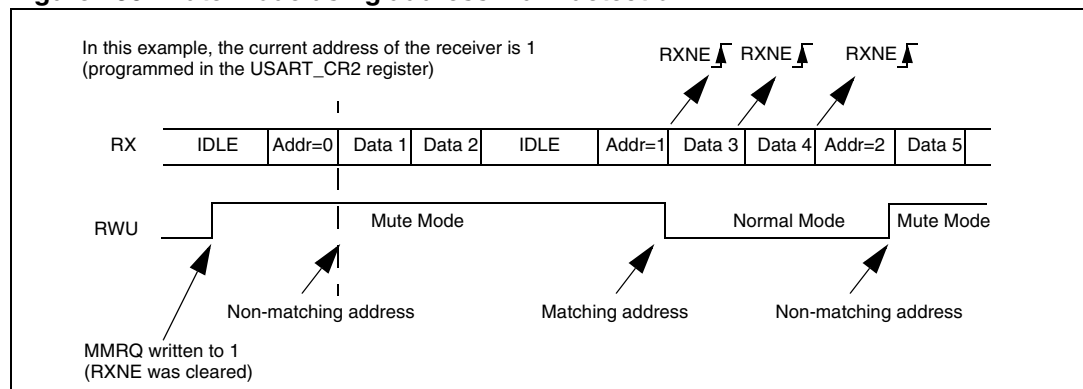 In this example, the current address of the receiver is 1
(programmed in the USART_CR2 register)
RXNE RXNE RXNE
RX IDLE Addr=0 Data 1 Data 2 IDLE Addr=1 Data 3 Data 4 Addr=2 Data 5
RWU Mute Mode Normal Mode Mute Mode
Non-matching address Matching address Non-matching address
MMRQ written to 1
(RXNE was cleared)